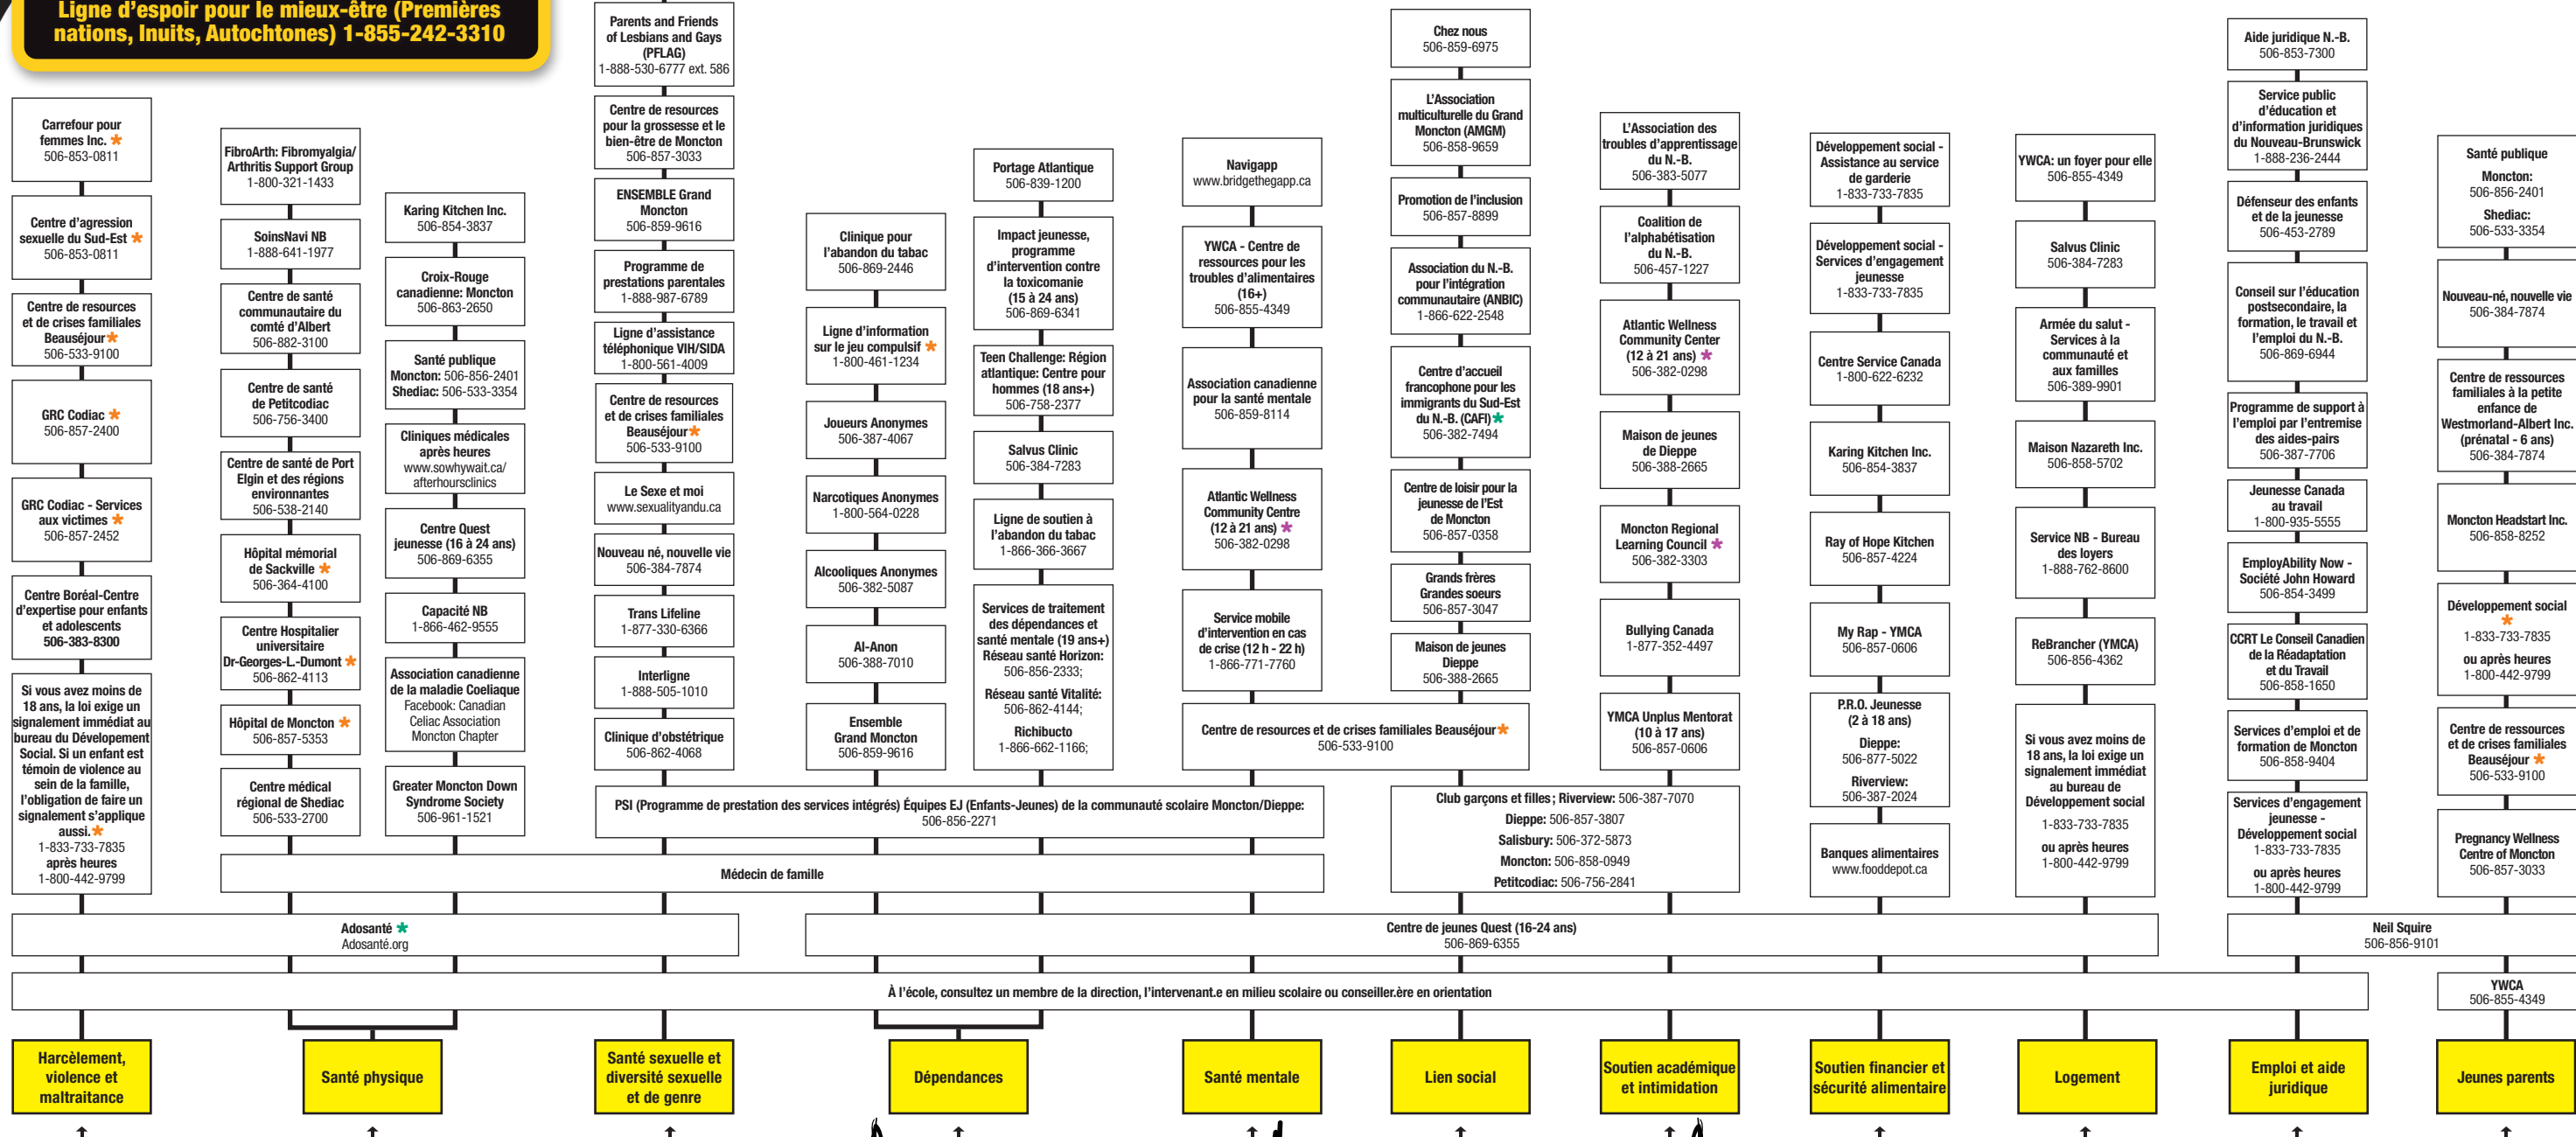 Ligne d'espoir pour le mieux-être (Premières
nations, Inuits, Autochtones) 1-855-242-3310
Carrefour pour
femmes Inc. *
506-853-0811
Centre d'agression
sexuelle du Sud-Est *
506-853-0811
Centre de resources
et de crises familiales
Beauséjour*
506-533-9100
GRC Codiac *
506-857-2400
GRC Codiac - Services
aux victimes *
506-857-2452
Centre Boréal-Centre
d'expertise pour enfants
et adolescents
506-383-8300
Si vous avez moins de
18 ans, la loi exige un
signalement immédiat au
bureau du Dévelopement
Social. Si un enfant est
témoin de violence au
sein de la famille,
l'obligation de faire un
signalement s'applique
aussi.*
1-833-733-7835
après heures
1-800-442-9799
FibroArth: Fibromyalgia/
Arthritis Support Group
1-800-321-1433
SoinsNavi NB
1-888-641-1977
Centre de santé
communautaire du
comté d'Albert
506-882-3100
Centre de santé
de Petitcodiac
506-756-3400
Centre de santé de Port
Elgin et des régions
environnantes
506-538-2140
Hôpital mémorial
de Sackville *
506-364-4100
Centre Hospitalier
universitaire
Dr-Georges-L.-Dumont *
506-862-4113
Hôpital de Moncton *
506-857-5353
Centre médical
régional de Shediac
506-533-2700
Karing Kitchen Inc.
506-854-3837
Croix-Rouge
canadienne: Moncton
506-863-2650
Santé publique
Moncton: 506-856-2401
Shediac: 506-533-3354
Cliniques médicales
après heures
www.sowhywait.ca/
afterhoursclinics
Centre Quest
jeunesse (16 à 24 ans)
506-869-6355
Capacité NB
1-866-462-9555
Association canadienne
de la maladie Coeliaque
Facebook: Canadian
Celiac Association
Moncton Chapter
Greater Moncton Down
Syndrome Society
506-961-1521
Parents and Friends
of Lesbians and Gays
(PFLAG)
1-888-530-6777 ext. 586
Centre de resources
pour la grossesse et le
bien-être de Moncton
506-857-3033
ENSEMBLE Grand
Moncton
506-859-9616
Programme de
prestations parentales
1-888-987-6789
Ligne d'assistance
téléphonique VIH/SIDA
1-800-561-4009
Centre de resources
et de crises familiales
Beauséjour*
506-533-9100
Le Sexe et moi
www.sexualityandu.ca
Nouveau né, nouvelle vie
506-384-7874
Trans Lifeline
1-877-330-6366
Interligne
1-888-505-1010
Clinique d'obstétrique
506-862-4068
Clinique pour
l'abandon du tabac
506-869-2446
Ligne d'information
sur le jeu compulsif *
1-800-461-1234
Joueurs Anonymes
506-387-4067
Narcotiques Anonymes
1-800-564-0228
Alcooliques Anonymes
506-382-5087
Al-Anon
506-388-7010
Ensemble
Grand Moncton
506-859-9616
Portage Atlantique
506-839-1200
Impact jeunesse,
programme
d'intervention contre
la toxicomanie
(15 à 24 ans)
506-869-6341
Teen Challenge: Région
atlantique: Centre pour
hommes (18 ans+)
506-758-2377
Salvus Clinic
506-384-7283
Ligne de soutien à
l'abandon du tabac
1-866-366-3667
Services de traitement
des dépendances et
santé mentale (19 ans+)
Réseau santé Horizon:
506-856-2333;
Réseau santé Vitalité:
506-862-4144;
Richibucto
1-866-662-1166;
Navigapp
www.bridgethegapp.ca
YWCA - Centre de
ressources pour les
troubles d'alimentaires
(16+)
506-855-4349
Association canadienne
pour la santé mentale
506-859-8114
Atlantic Wellness
Community Centre
(12 à 21 ans) *
506-382-0298
Service mobile
d'intervention en cas
de crise (12 h - 22 h)
1-866-771-7760
Chez nous
506-859-6975
L'Association
multiculturelle du Grand
Moncton (AMGM)
506-858-9659
Promotion de l'inclusion
506-857-8899
Association du N.-B.
pour l'intégration
communautaire (ANBIC)
1-866-622-2548
Centre d'accueil
francophone pour les
immigrants du Sud-Est
du N.-B. (CAFI)*
506-382-7494
Centre de loisir pour la
jeunesse de l'Est
de Moncton
506-857-0358
Grands frères
Grandes soeurs
506-857-3047
Maison de jeunes
Dieppe
506-388-2665
Centre de resources et de crises familiales Beauséjour*
506-533-9100
L'Association des
troubles d'apprentissage
du N.-B.
506-383-5077
Coalition de
l'alphabétisation
du N.-B.
506-457-1227
Atlantic Wellness
Community Center
(12 à 21 ans) *
506-382-0298
Maison de jeunes
de Dieppe
506-388-2665
Moncton Regional
Learning Council *
506-382-3303
Bullying Canada
1-877-352-4497
YMCA Unplus Mentorat
(10 à 17 ans)
506-857-0606
Développement social -
Assistance au service
de garderie
1-833-733-7835
Développement social -
Services d'engagement
jeunesse
1-833-733-7835
Centre Service Canada
1-800-622-6232
Karing Kitchen Inc.
506-854-3837
Ray of Hope Kitchen
506-857-4224
My Rap - YMCA
506-857-0606
P.R.O. Jeunesse
(2 à 18 ans)
Dieppe:
506-877-5022
Riverview:
506-387-2024
Banques alimentaires
www.fooddepot.ca
YWCA: un foyer pour elle
506-855-4349
Salvus Clinic
506-384-7283
Armée du salut -
Services à la
communauté et
aux familles
506-389-9901
Maison Nazareth Inc.
506-858-5702
Service NB - Bureau
des loyers
1-888-762-8600
ReBrancher (YMCA)
506-856-4362
Si vous avez moins de
18 ans, la loi exige un
signalement immédiat
au bureau de
Développement social
1-833-733-7835
ou après heures
1-800-442-9799
Aide juridique N.-B.
506-853-7300
Service public
d'éducation et
d'information juridiques
du Nouveau-Brunswick
1-888-236-2444
Défenseur des enfants
et de la jeunesse
506-453-2789
Conseil sur l'éducation
postsecondaire, la
formation, le travail et
l'emploi du N.-B.
506-869-6944
Programme de support à
l'emploi par l'entremise
des aides-pairs
506-387-7706
Jeunesse Canada
au travail
1-800-935-5555
EmployAbility Now -
Société John Howard
506-854-3499
CCRT Le Conseil Canadien
de la Réadaptation
et du Travail
506-858-1650
Services d'emploi et de
formation de Moncton
506-858-9404
Services d'engagement
jeunesse -
Développement social
1-833-733-7835
ou après heures
1-800-442-9799
Santé publique
Moncton:
506-856-2401
Shediac:
506-533-3354
Nouveau-né, nouvelle vie
506-384-7874
Centre de ressources
familiales à la petite
enfance de
Westmorland-Albert Inc.
(prénatal - 6 ans)
506-384-7874
Moncton Headstart Inc.
506-858-8252
Développement social
*
1-833-733-7835
ou après heures
1-800-442-9799
Centre de ressources
et de crises familiales
Beauséjour *
506-533-9100
Pregnancy Wellness
Centre of Moncton
506-857-3033
PSI (Programme de prestation des services intégrés) Équipes EJ (Enfants-Jeunes) de la communauté scolaire Moncton/Dieppe:
506-856-2271
Club garçons et filles; Riverview: 506-387-7070
Dieppe: 506-857-3807
Salisbury: 506-372-5873
Moncton: 506-858-0949
Petitcodiac: 506-756-2841
Médecin de famille
Adosanté *
Adosanté.org
Centre de jeunes Quest (16-24 ans)
506-869-6355
Neil Squire
506-856-9101
À l'école, consultez un membre de la direction, l'intervenant.e en milieu scolaire ou conseiller.ère en orientation
YWCA
506-855-4349
Harcèlement,
violence et
maltraitance
Santé physique
Santé sexuelle et
diversité sexuelle
et de genre
Dépendances
Santé mentale
Lien social
Soutien académique
et intimidation
Soutien financier et
sécurité alimentaire
Logement
Emploi et aide
juridique
Jeunes parents